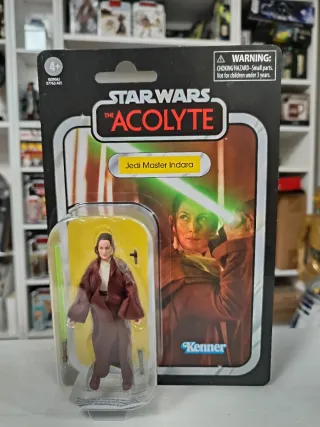 4+
WARNING:
CHOKING HAZARD - Small parts.
Not for children under 3 years.
STAR WARS
THE ACOLYTE
Jedi Master Indara
Kenner